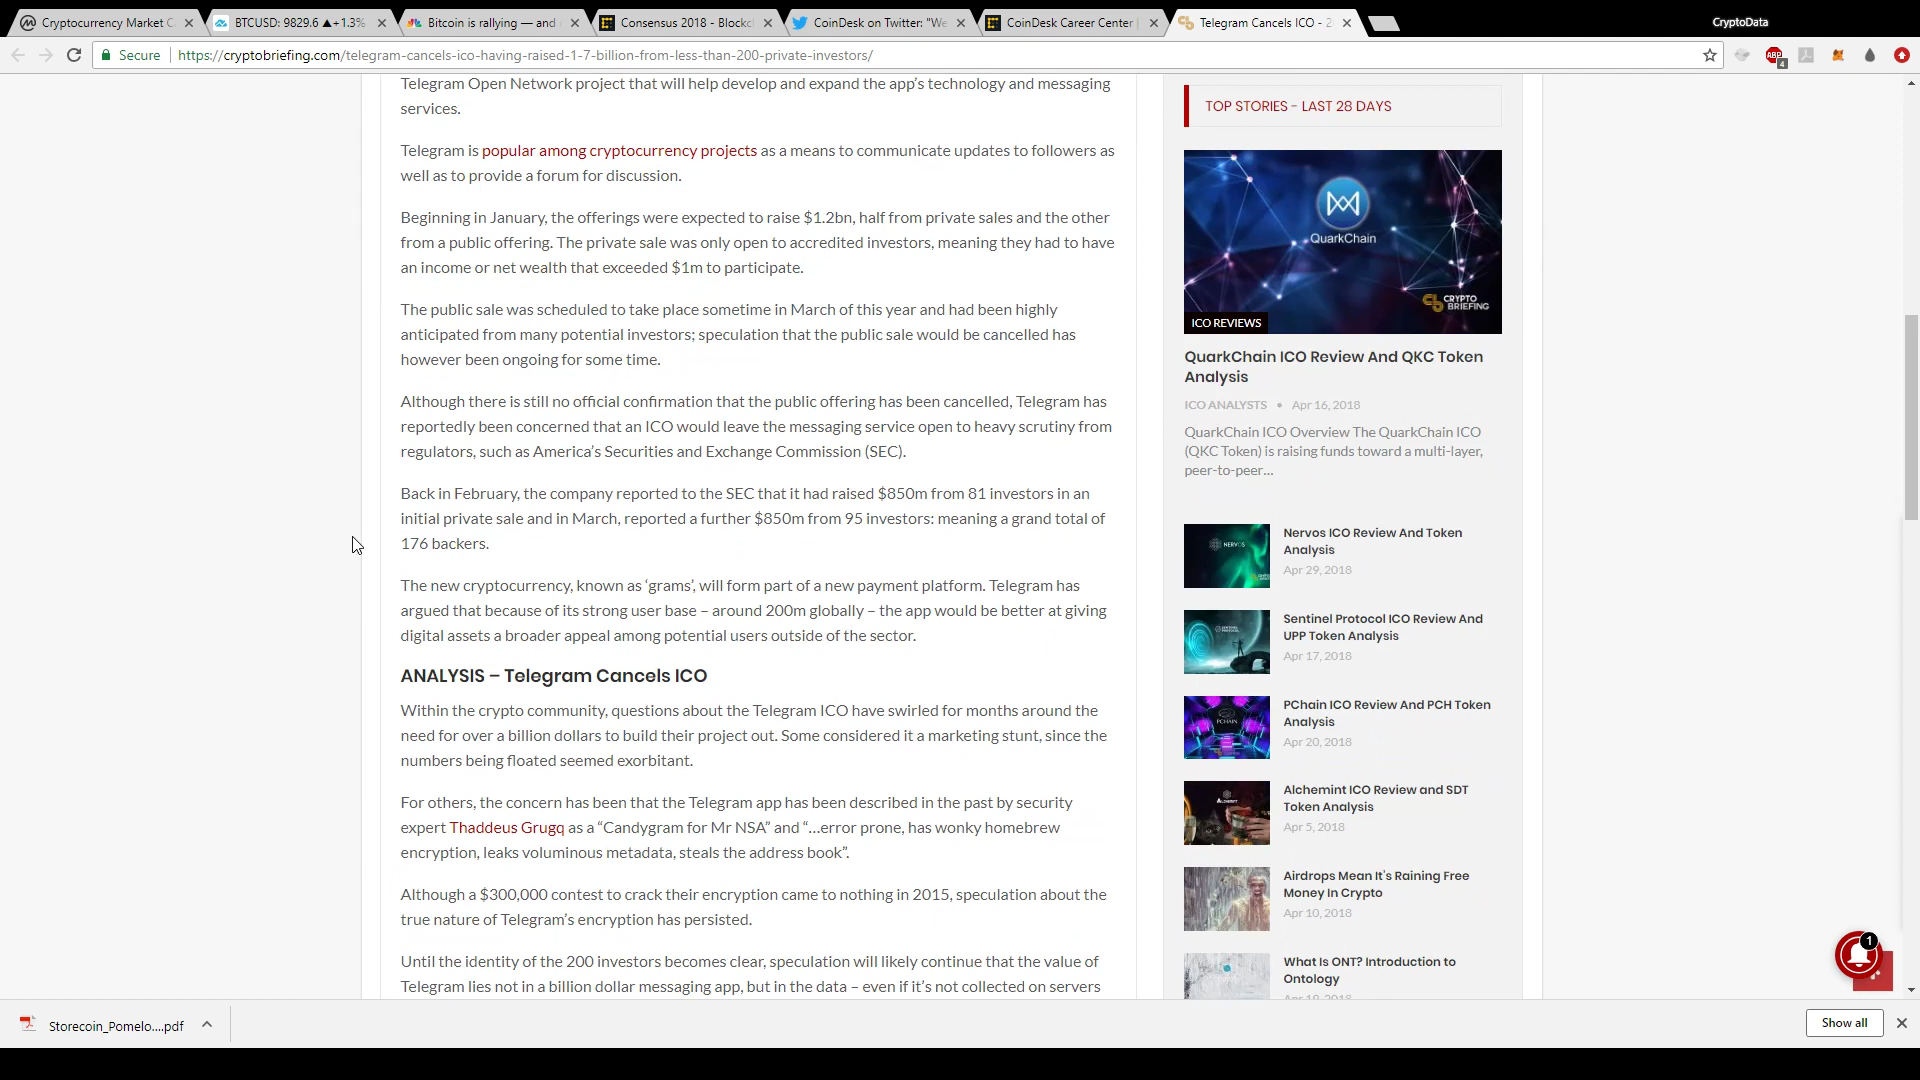 Cryptocurrency Market C
BTCUSD: 9829.6 ▲+1.3%
Bitcoin is rallying — and
Consensus 2018 - Blockc
CoinDesk on Twitter: "We
CoinDesk Career Center |
Telegram Cancels ICO - 2
CryptoData
Secure
https://cryptobriefing.com/telegram-cancels-ico-having-raised-1-7-billion-from-less-than-200-private-investors/
ABP
4
Telegram Open Network project that will help develop and expand the app's technology and messaging
services.
Telegram is popular among cryptocurrency projects as a means to communicate updates to followers as
well as to provide a forum for discussion.
Beginning in January, the offerings were expected to raise $1.2bn, half from private sales and the other
from a public offering. The private sale was only open to accredited investors, meaning they had to have
an income or net wealth that exceeded $1m to participate.
The public sale was scheduled to take place sometime in March of this year and had been highly
anticipated from many potential investors; speculation that the public sale would be cancelled has
however been ongoing for some time.
Although there is still no official confirmation that the public offering has been cancelled, Telegram has
reportedly been concerned that an ICO would leave the messaging service open to heavy scrutiny from
regulators, such as America's Securities and Exchange Commission (SEC).
Back in February, the company reported to the SEC that it had raised $850m from 81 investors in an
initial private sale and in March, reported a further $850m from 95 investors: meaning a grand total of
176 backers.
The new cryptocurrency, known as ‘grams’, will form part of a new payment platform. Telegram has
argued that because of its strong user base – around 200m globally – the app would be better at giving
digital assets a broader appeal among potential users outside of the sector.
ANALYSIS – Telegram Cancels ICO
Within the crypto community, questions about the Telegram ICO have swirled for months around the
need for over a billion dollars to build their project out. Some considered it a marketing stunt, since the
numbers being floated seemed exorbitant.
For others, the concern has been that the Telegram app has been described in the past by security
expert Thaddeus Grugq as a “Candygram for Mr NSA” and “…error prone, has wonky homebrew
encryption, leaks voluminous metadata, steals the address book”.
Although a $300,000 contest to crack their encryption came to nothing in 2015, speculation about the
true nature of Telegram’s encryption has persisted.
Until the identity of the 200 investors becomes clear, speculation will likely continue that the value of
Telegram lies not in a billion dollar messaging app, but in the data – even if it’s not collected on servers
TOP STORIES - LAST 28 DAYS
QuarkChain
CRYPTO
BRIEFING
ICO REVIEWS
QuarkChain ICO Review And QKC Token
Analysis
ICO ANALYSTS • Apr 16, 2018
QuarkChain ICO Overview The QuarkChain ICO
(QKC Token) is raising funds toward a multi-layer,
peer-to-peer…
NERVOS
Nervos ICO Review And Token
Analysis
Apr 29, 2018
Sentinel Protocol ICO Review And
UPP Token Analysis
Apr 17, 2018
PCHAIN
PChain ICO Review And PCH Token
Analysis
Apr 20, 2018
Alchemint ICO Review and SDT
Token Analysis
Apr 5, 2018
Airdrops Mean It's Raining Free
Money In Crypto
Apr 10, 2018
What Is ONT? Introduction to
Ontology
1
Storecoin_Pomelo....pdf
Show all